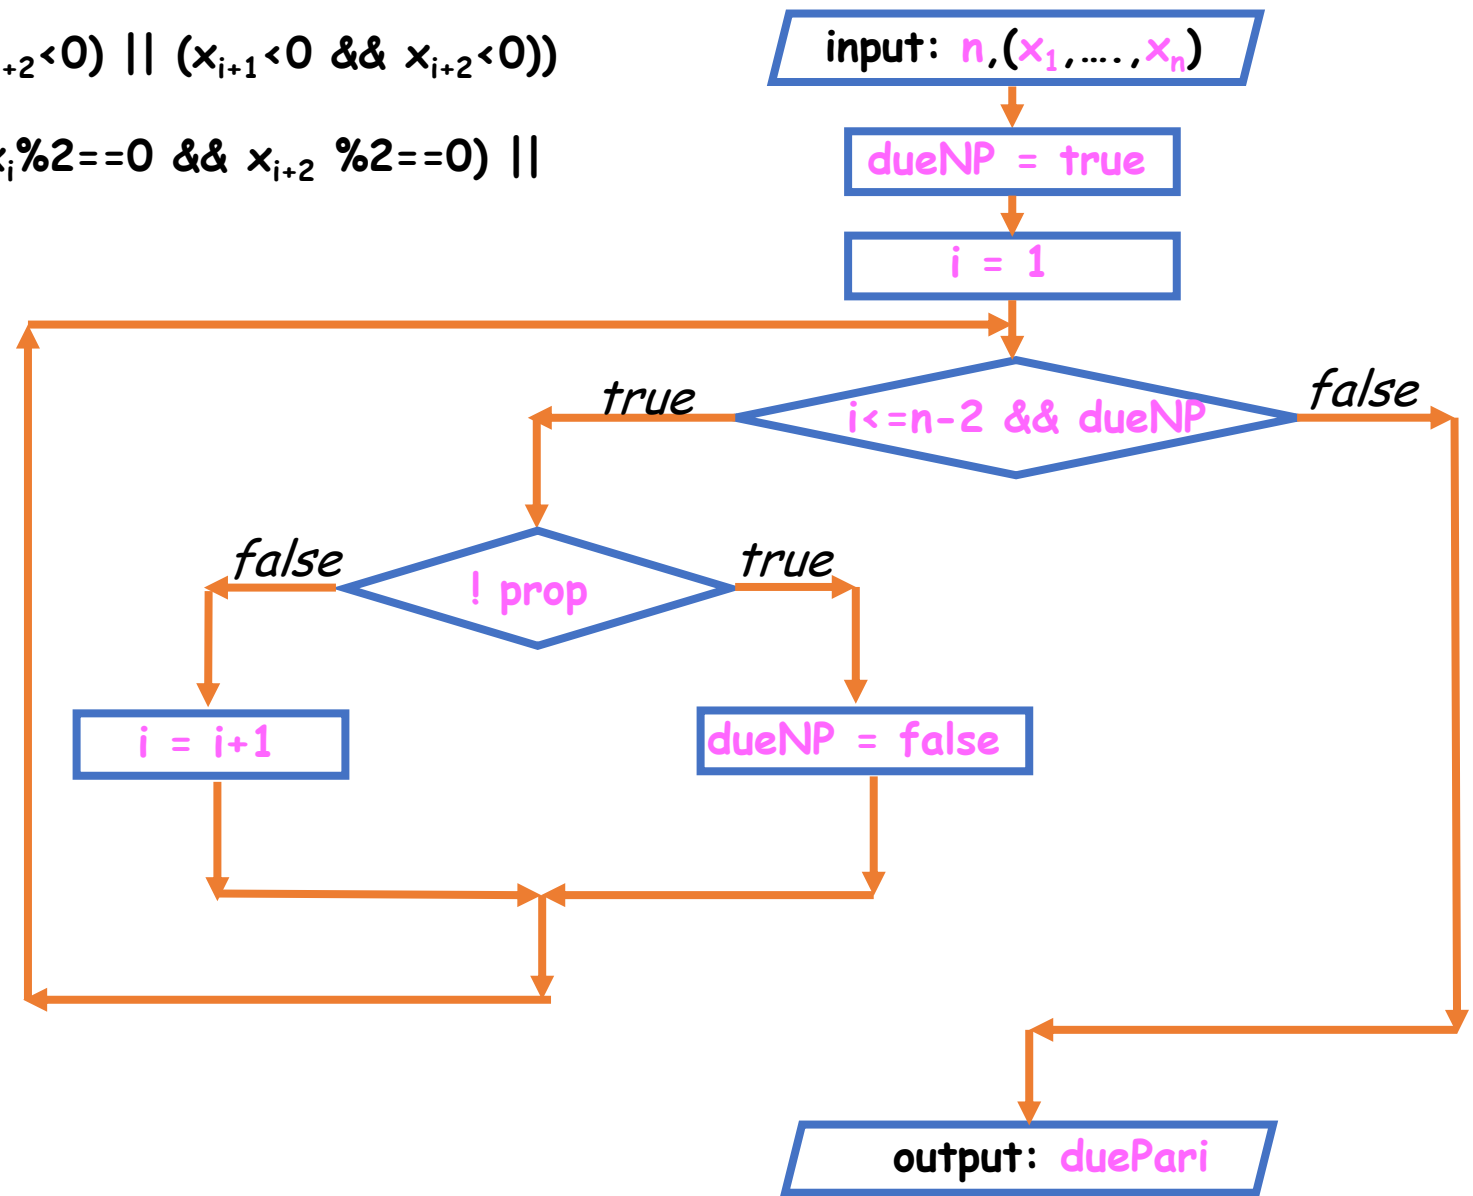 ₊₂<0) || (xᵢ₊₁<0 && xᵢ₊₂<0))
xᵢ%2==0 && xᵢ₊₂ %2==0) ||
input: n,(x₁,….,xₙ)
dueNP = true
i = 1
true
i<=n-2 && dueNP
false
false
! prop
true
i = i+1
dueNP = false
output: duePari